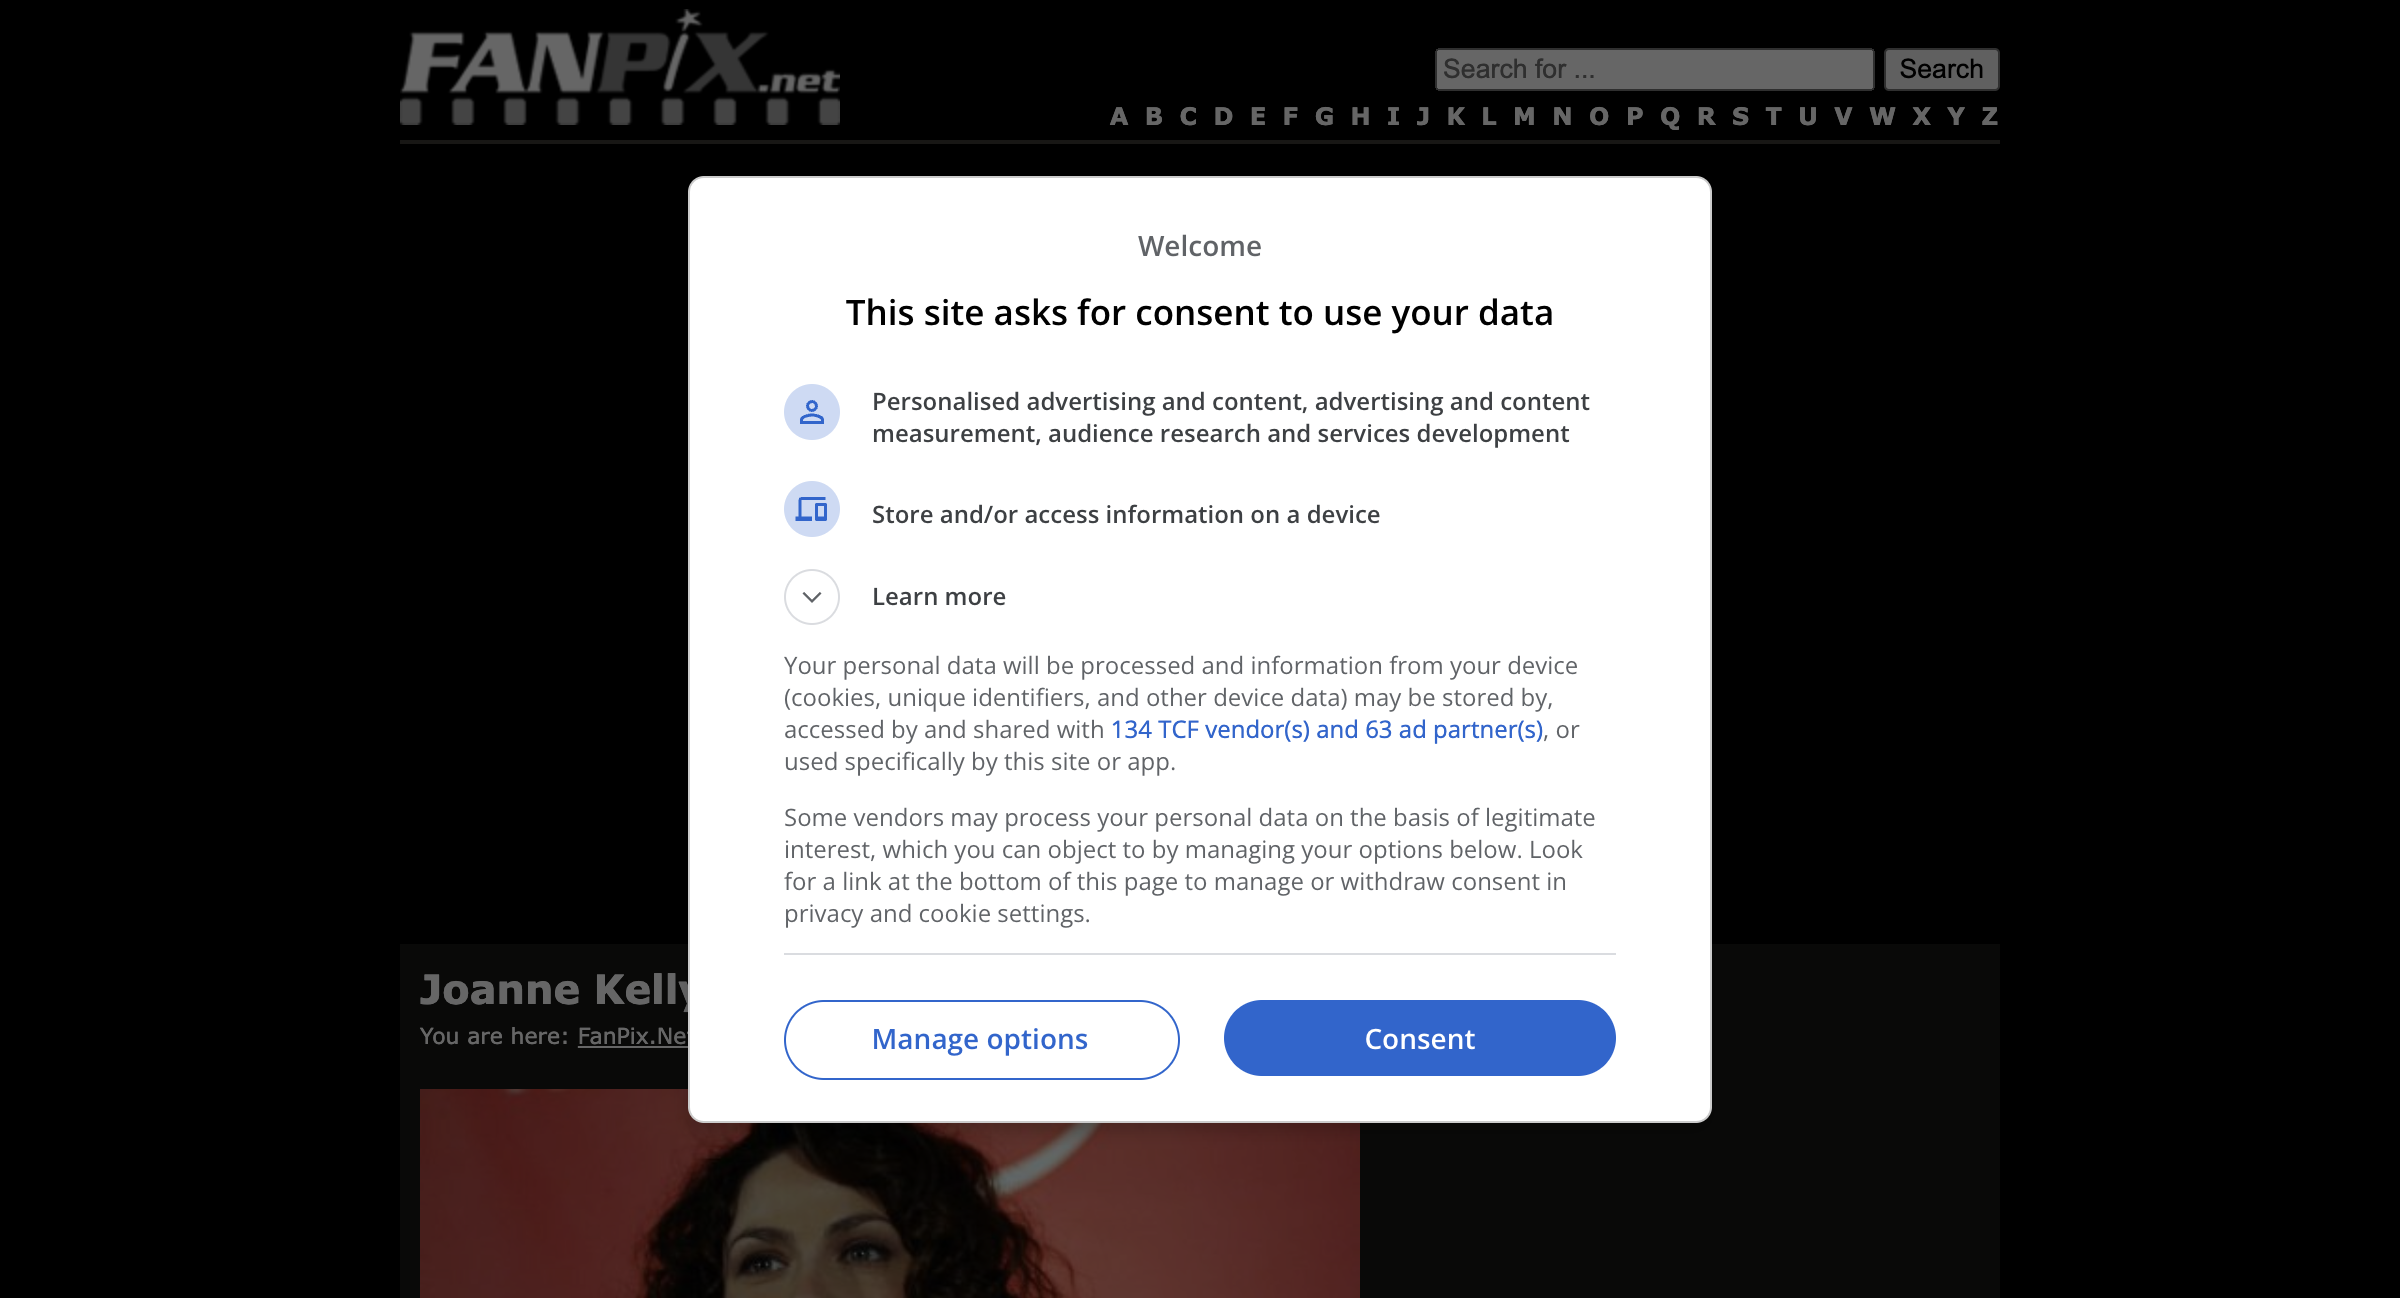 FANPiX.net
Search for ...
Search
A B C D E F G H I J K L M N O P Q R S T U V W X Y Z
Welcome
This site asks for consent to use your data
Personalised advertising and content, advertising and content
measurement, audience research and services development
Store and/or access information on a device
Learn more
Your personal data will be processed and information from your device
(cookies, unique identifiers, and other device data) may be stored by,
accessed by and shared with 134 TCF vendor(s) and 63 ad partner(s), or
used specifically by this site or app.
Some vendors may process your personal data on the basis of legitimate
interest, which you can object to by managing your options below. Look
for a link at the bottom of this page to manage or withdraw consent in
privacy and cookie settings.
Joanne Kelly
You are here: FanPix.Net
Manage options
Consent